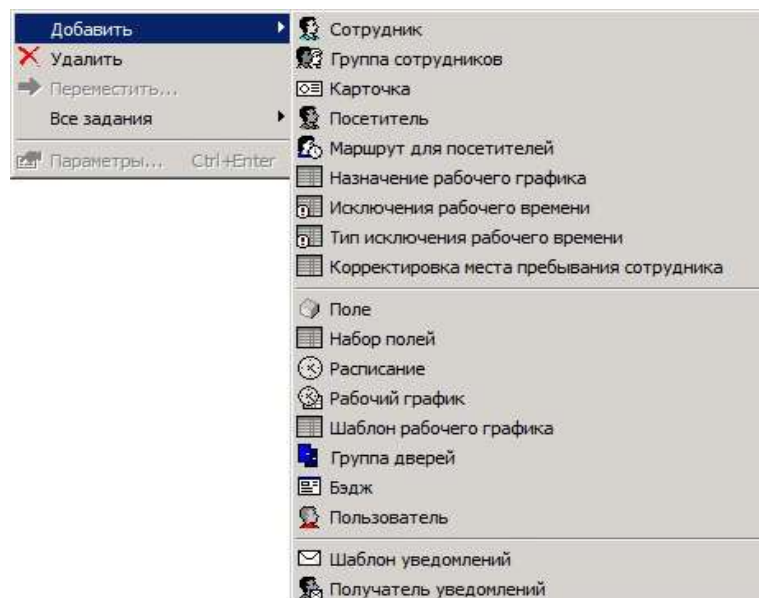 Добавить
Удалить
Переместить...
Все задания
Параметры... Ctrl+Enter
Сотрудник
Группа сотрудников
Карточка
Посетитель
Маршрут для посетителей
Назначение рабочего графика
Исключения рабочего времени
Тип исключения рабочего времени
Корректировка места пребывания сотрудника
Поле
Набор полей
Расписание
Рабочий график
Шаблон рабочего графика
Группа дверей
Бэдж
Пользователь
Шаблон уведомлений
Получатель уведомлений